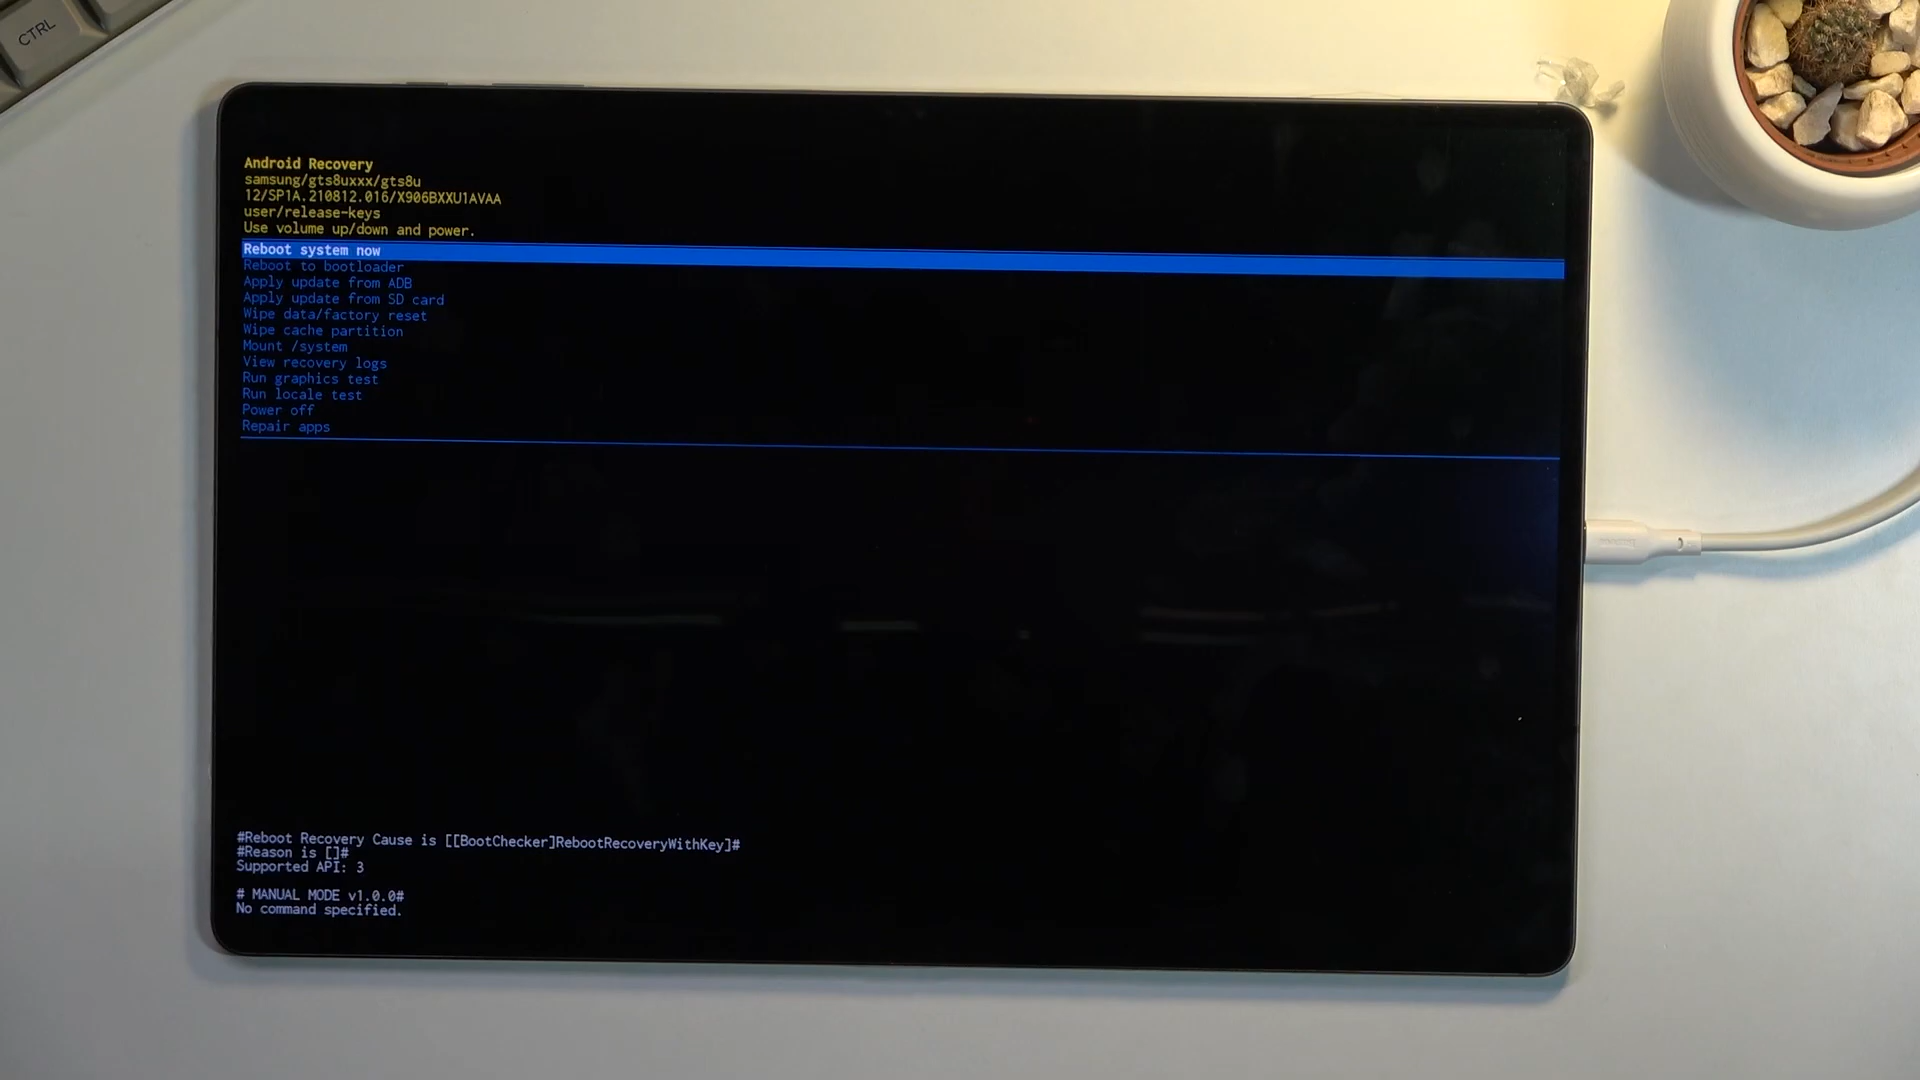 CTRL
Android Recovery
samsung/gts8uxxx/gts8u
12/SP1A.210812.016/X906BXXU1AVAA
user/release-keys
Use volume up/down and power.
Reboot system now
Reboot to bootloader
Apply update from ADB
Apply update from SD card
Wipe data/factory reset
Wipe cache partition
Mount /system
View recovery logs
Run graphics test
Run locale test
Power off
Repair apps
#Reboot Recovery Cause is [[BootChecker]RebootRecoveryWithKey]#
#Reason is []#
Supported API: 3
# MANUAL MODE v1.0.0#
No command specified.